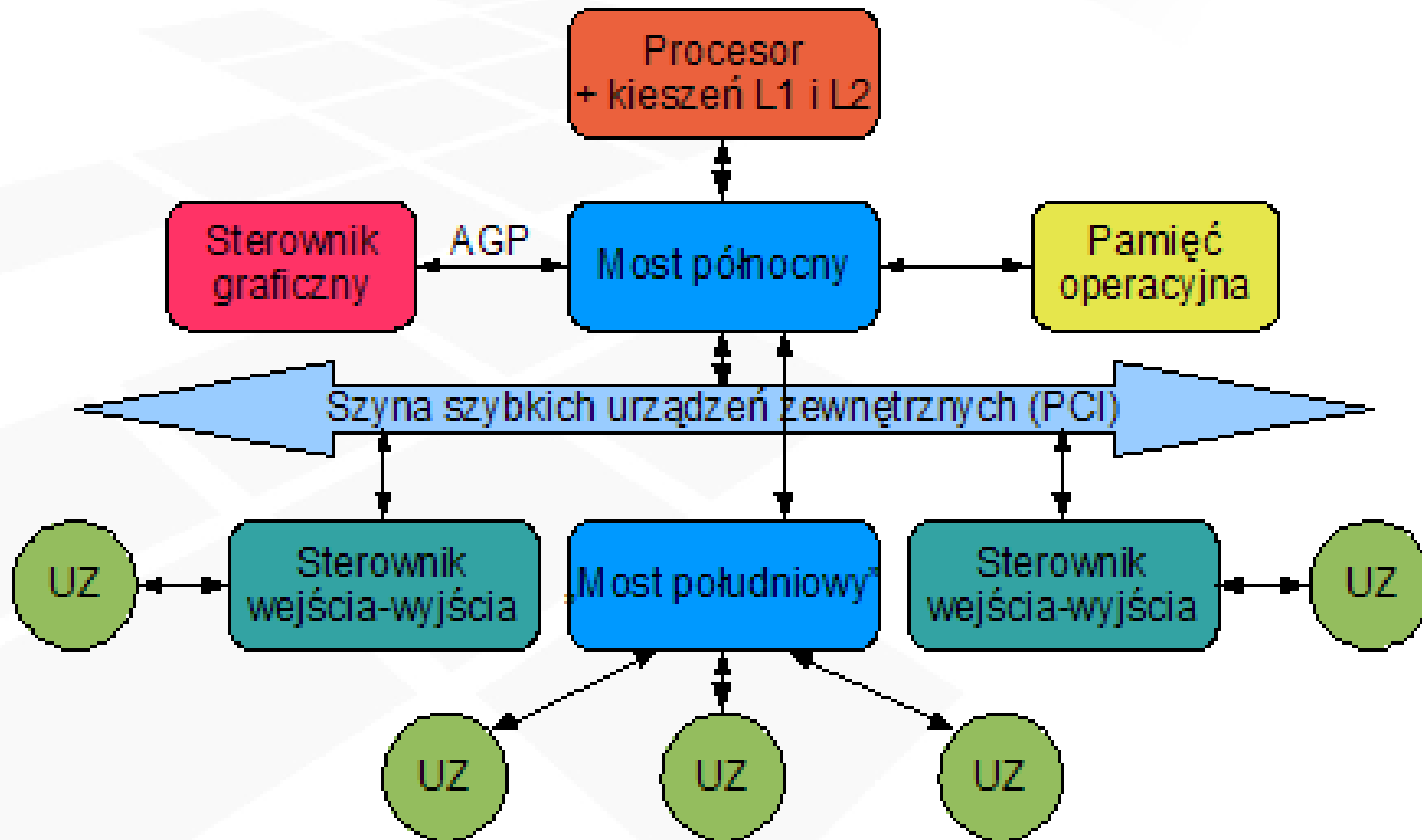 Procesor
+ kieszeń L1 i L2
Sterownik
graficzny
AGP
Most północny
Pamięć
operacyjna
Szyna szybkich urządzeń zewnętrznych (PCI)
UZ
Sterownik
wejścia-wyjścia
„Most południowy”
Sterownik
wejścia-wyjścia
UZ
UZ
UZ
UZ